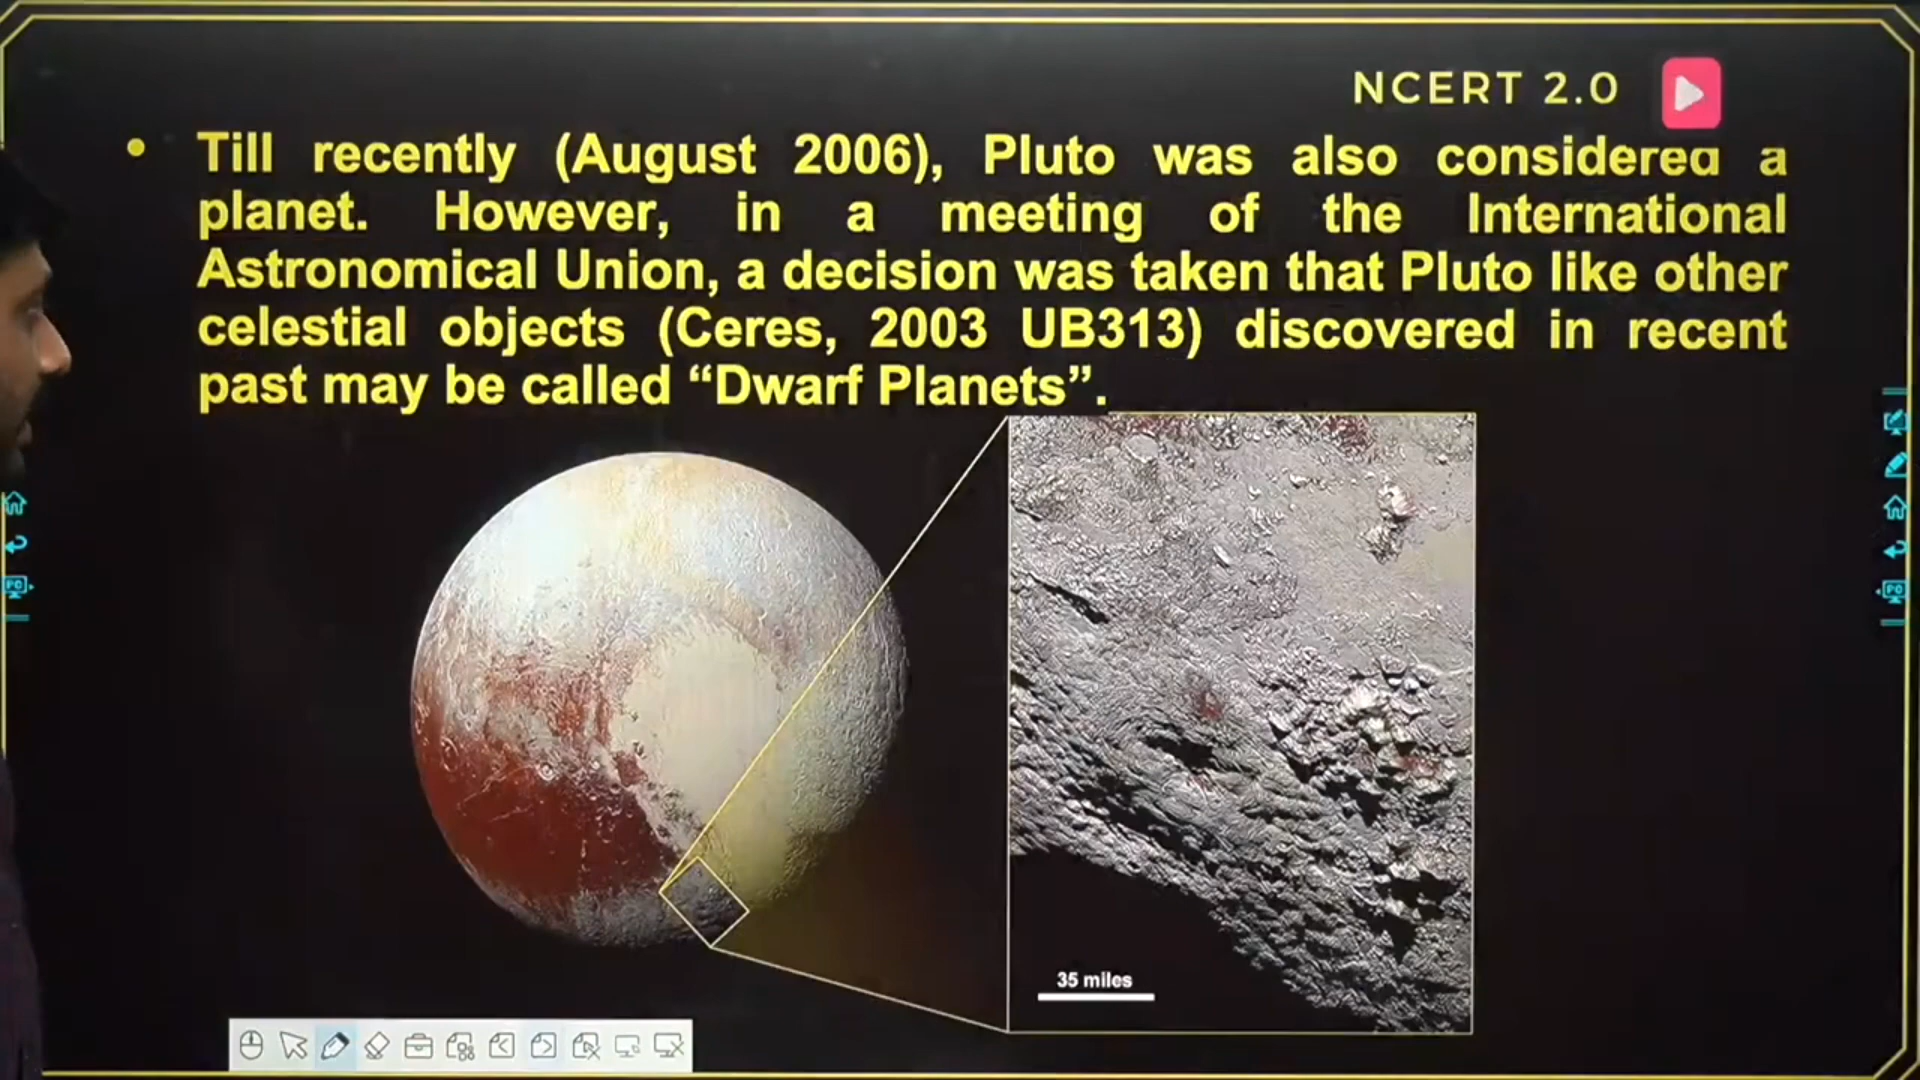 NCERT 2.0
• Till recently (August 2006), Pluto was also considered a
planet. However, in a meeting of the International
Astronomical Union, a decision was taken that Pluto like other
celestial objects (Ceres, 2003 UB313) discovered in recent
past may be called “Dwarf Planets”.
35 miles
PC
PC